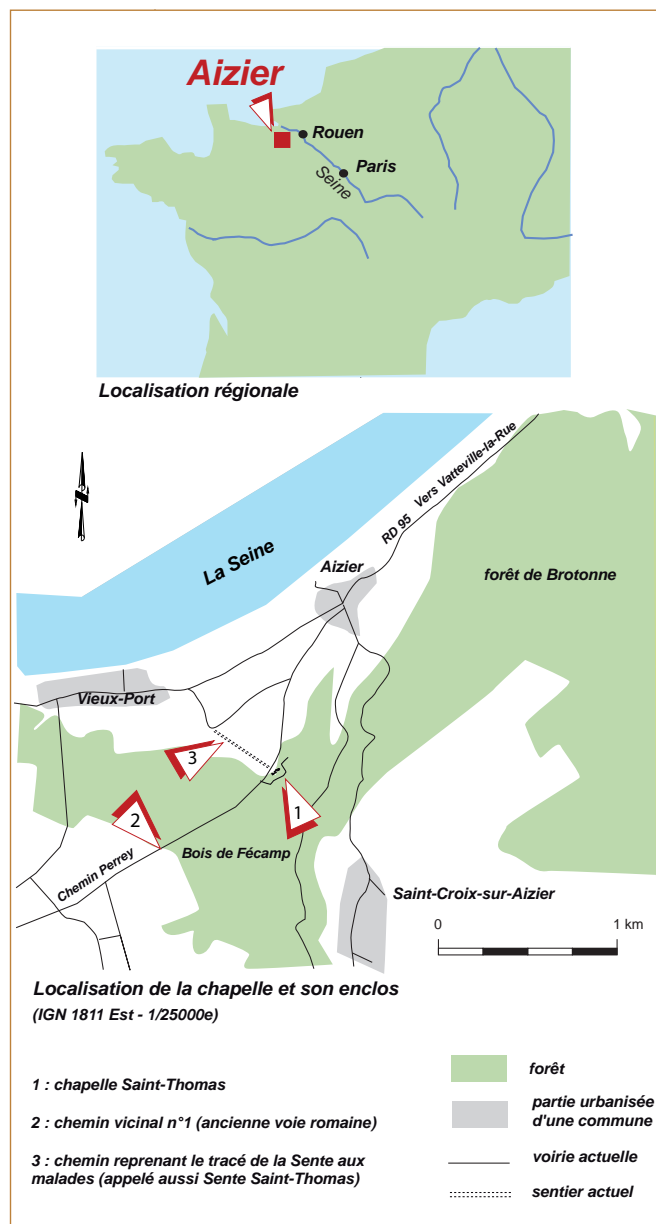 Aizier
Rouen
Paris
Seine
Localisation régionale
RD 95 Vers Vatteville-la-Rue
La Seine
Aizier
forêt de Brotonne
Vieux-Port
3
1
2
Bois de Fécamp
Chemin Perrey
Saint-Croix-sur-Aizier
0 1 km
Localisation de la chapelle et son enclos
(IGN 1811 Est - 1/25000e)
1 : chapelle Saint-Thomas
2 : chemin vicinal n°1 (ancienne voie romaine)
3 : chemin reprenant le tracé de la Sente aux
malades (appelé aussi Sente Saint-Thomas)
forêt
partie urbanisée
d'une commune
voirie actuelle
sentier actuel